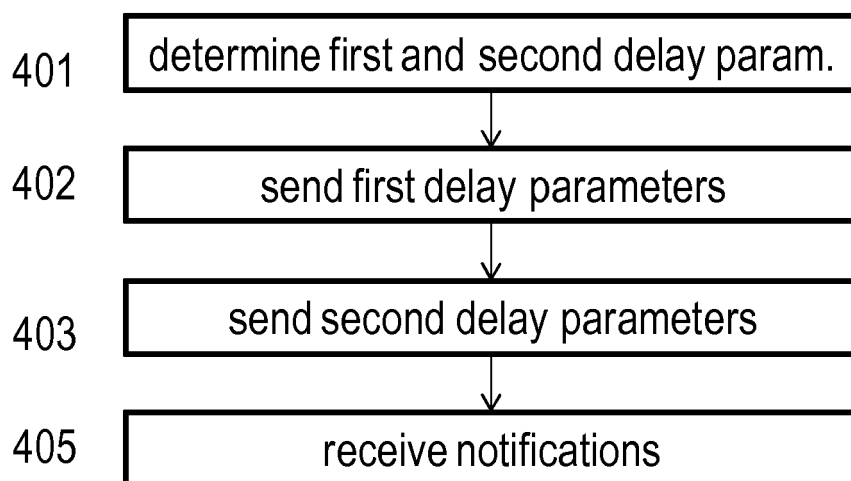 401 determine first and second delay param.
402 send first delay parameters
403 send second delay parameters
405 receive notifications